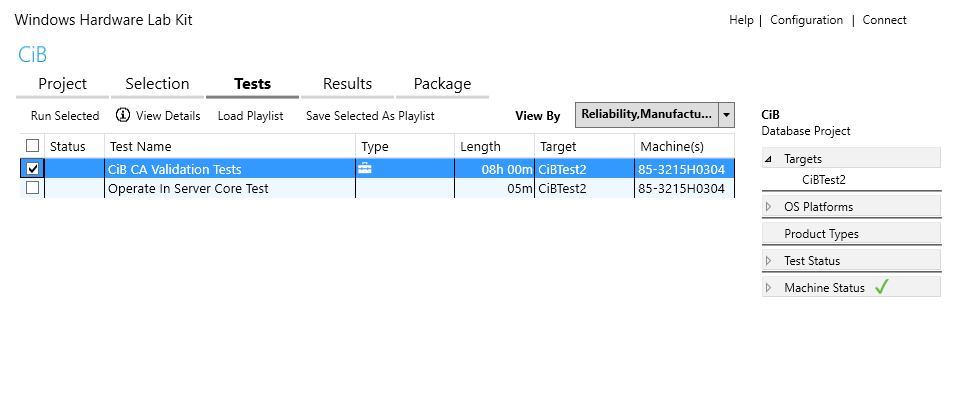 Windows Hardware Lab Kit
Help | Configuration | Connect
CiB
Project Selection Tests Results Package
Run Selected View Details Load Playlist Save Selected As Playlist View By Reliability,Manufactu...
Status Test Name Type Length Target Machine(s)
CiB CA Validation Tests 08h 00m CiBTest2 85-3215H0304
Operate In Server Core Test 05m CiBTest2 85-3215H0304
CiB
Database Project
Targets
CiBTest2
OS Platforms
Product Types
Test Status
Machine Status